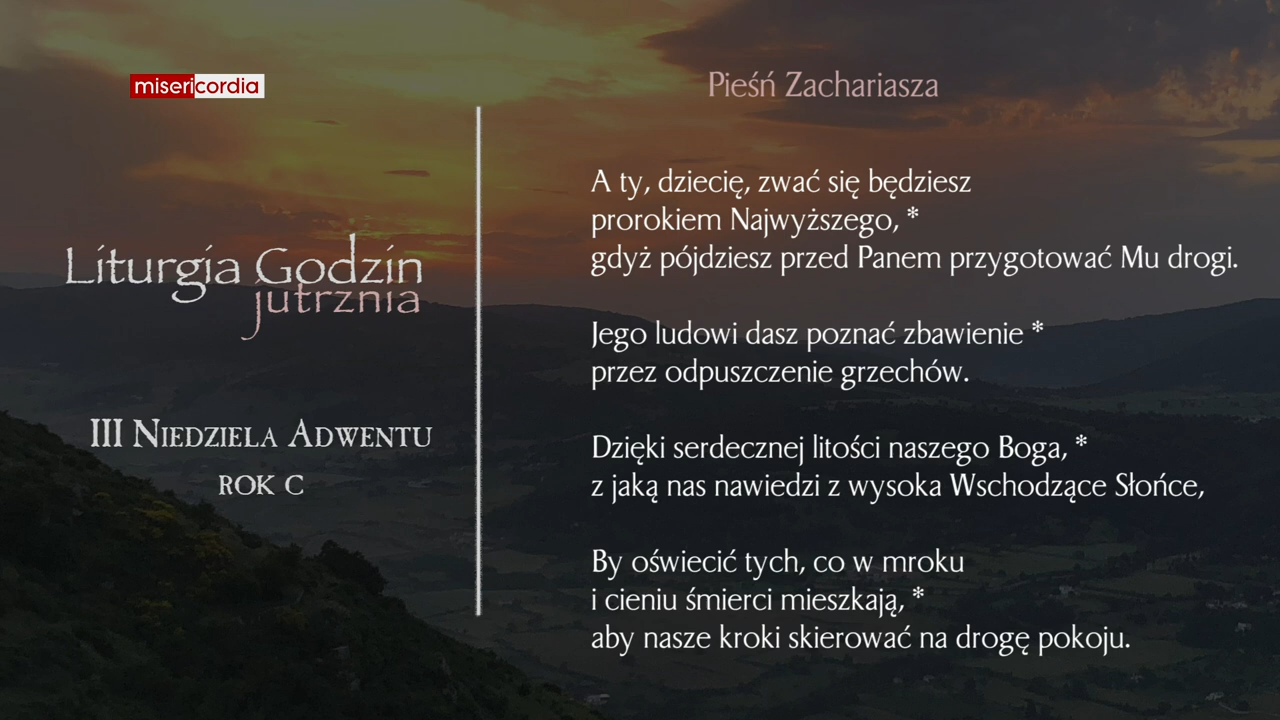 misericordia
Liturgia Godzin
jutrznia
III Niedziela Adwentu
rok C
Pieśń Zachariasza
A ty, dziecię, zwać się będziesz
prorokiem Najwyższego, *
gdyż pójdziesz przed Panem przygotować Mu drogi.
Jego ludowi dasz poznać zbawienie *
przez odpuszczenie grzechów.
Dzięki serdecznej litości naszego Boga, *
z jaką nas nawiedzi z wysoka Wschodzące Słońce,
By oświecić tych, co w mroku
i cieniu śmierci mieszkają, *
aby nasze kroki skierować na drogę pokoju.